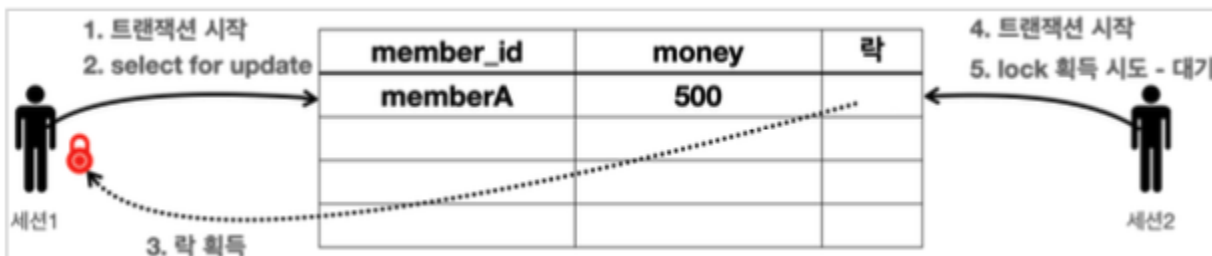 1. 트랜잭션 시작
2. select for update
member_id money 락
memberA 500
4. 트랜잭션 시작
5. lock 획득 시도 - 대기
세션1
3. 락 획득
세션2